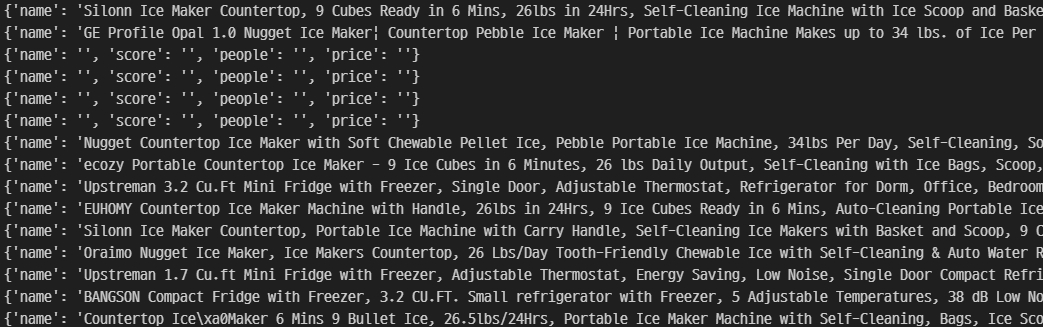 {'name': 'Silonn Ice Maker Countertop, 9 Cubes Ready in 6 Mins, 26lbs in 24Hrs, Self-Cleaning Ice Machine with Ice Scoop and Baske
{'name': 'GE Profile Opal 1.0 Nugget Ice Maker¦ Countertop Pebble Ice Maker ¦ Portable Ice Machine Makes up to 34 lbs. of Ice Per
{'name': '', 'score': '', 'people': '', 'price': ''}
{'name': '', 'score': '', 'people': '', 'price': ''}
{'name': '', 'score': '', 'people': '', 'price': ''}
{'name': '', 'score': '', 'people': '', 'price': ''}
{'name': 'Nugget Countertop Ice Maker with Soft Chewable Pellet Ice, Pebble Portable Ice Machine, 34lbs Per Day, Self-Cleaning, So
{'name': 'ecozy Portable Countertop Ice Maker - 9 Ice Cubes in 6 Minutes, 26 lbs Daily Output, Self-Cleaning with Ice Bags, Scoop,
{'name': 'Upstreman 3.2 Cu.Ft Mini Fridge with Freezer, Single Door, Adjustable Thermostat, Refrigerator for Dorm, Office, Bedroom
{'name': 'EUHOMY Countertop Ice Maker Machine with Handle, 26lbs in 24Hrs, 9 Ice Cubes Ready in 6 Mins, Auto-Cleaning Portable Ice
{'name': 'Silonn Ice Maker Countertop, Portable Ice Machine with Carry Handle, Self-Cleaning Ice Makers with Basket and Scoop, 9 C
{'name': 'Oraimo Nugget Ice Maker, Ice Makers Countertop, 26 Lbs/Day Tooth-Friendly Chewable Ice with Self-Cleaning & Auto Water R
{'name': 'Upstreman 1.7 Cu.ft Mini Fridge with Freezer, Adjustable Thermostat, Energy Saving, Low Noise, Single Door Compact Refri
{'name': 'BANGSON Compact Fridge with Freezer, 3.2 CU.FT. Small refrigerator with Freezer, 5 Adjustable Temperatures, 38 dB Low No
{'name': 'Countertop Ice\xa0Maker 6 Mins 9 Bullet Ice, 26.5lbs/24Hrs, Portable Ice Maker Machine with Self-Cleaning, Bags, Ice Sco